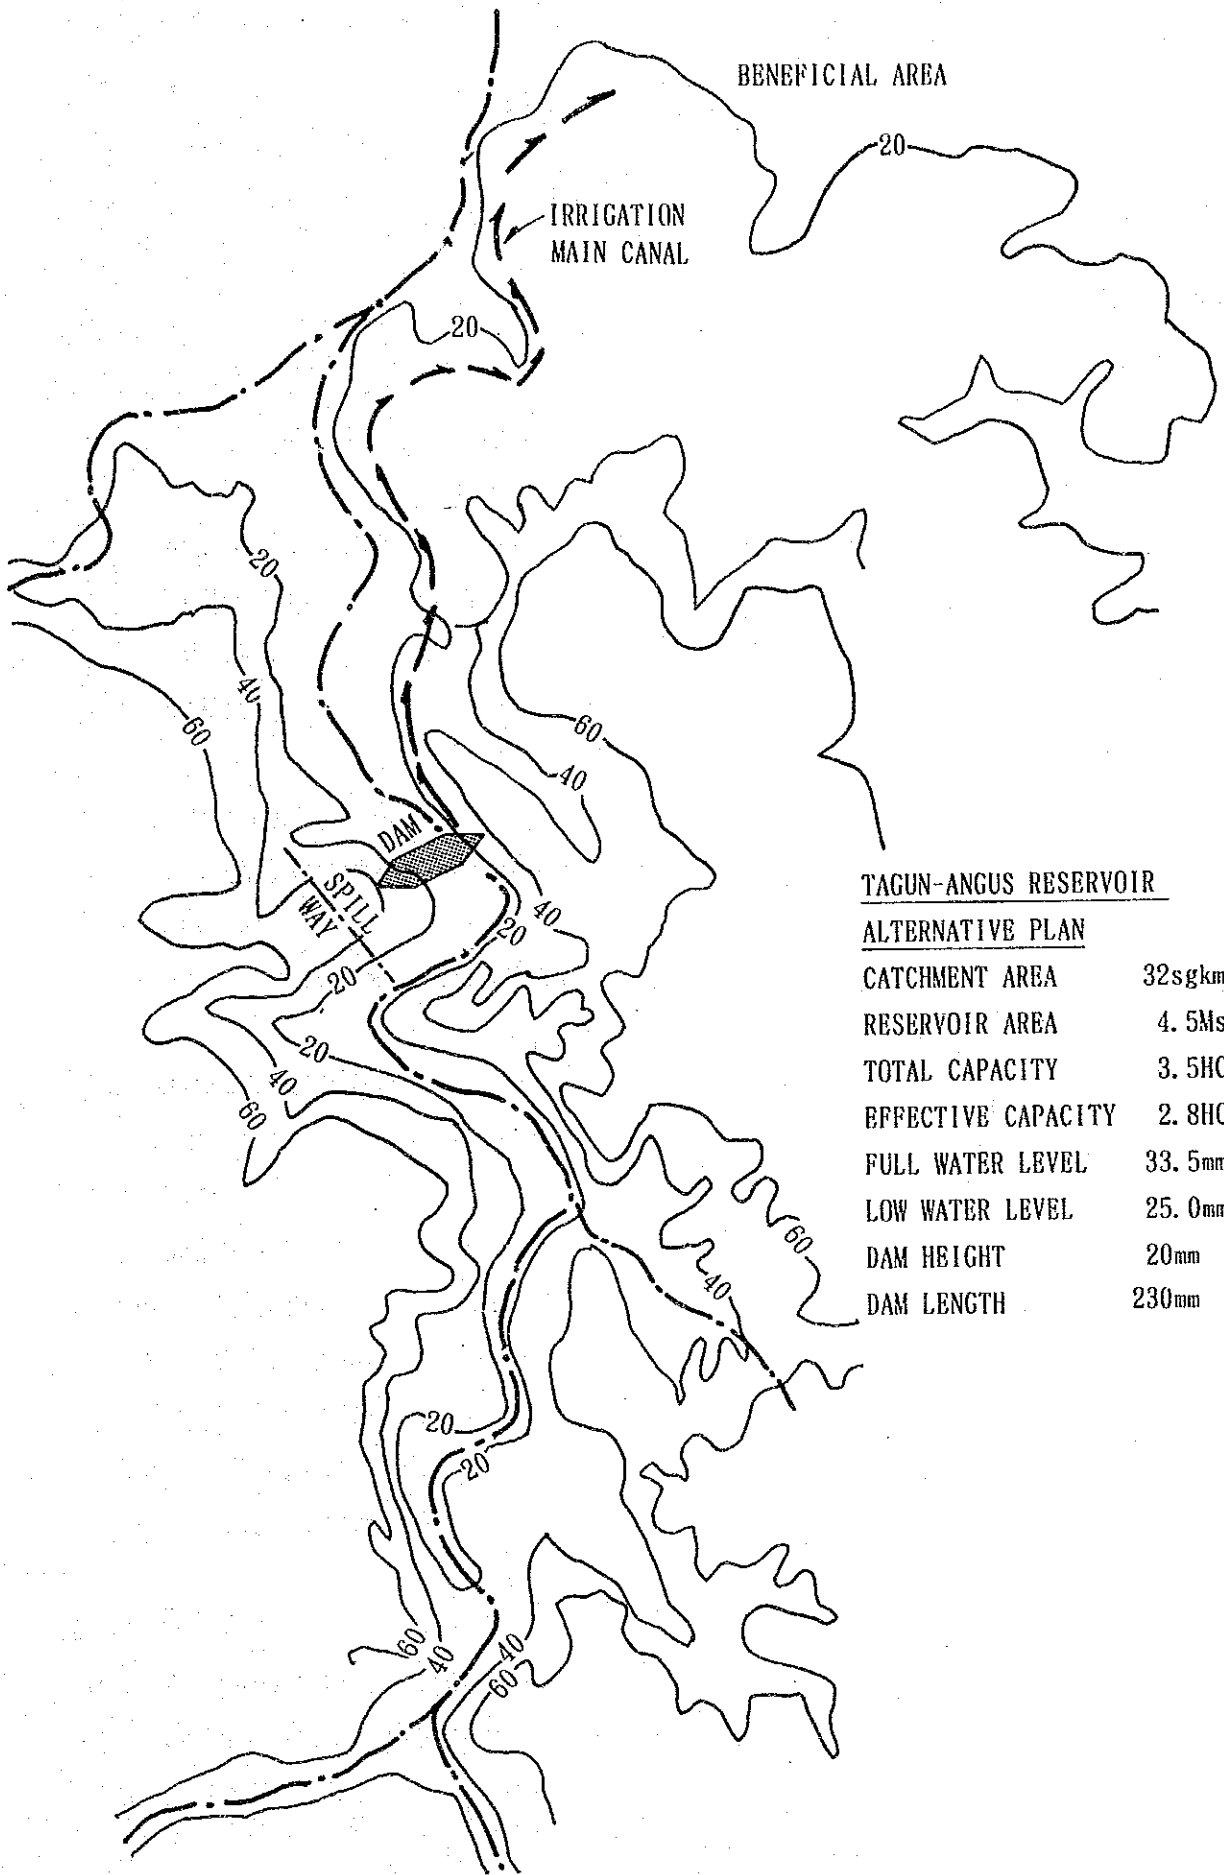 BENEFICIAL AREA
20
IRRIGATION
MAIN CANAL
20
20
40
60
60
40
DAM
SPILL
WAY
40
20
20
20
40
60
TAGUN-ANGUS RESERVOIR
ALTERNATIVE PLAN
CATCHMENT AREA 32sgkm
RESERVOIR AREA 4.5Ms
TOTAL CAPACITY 3.5HC
EFFECTIVE CAPACITY 2.8HC
FULL WATER LEVEL 33.5mm
LOW WATER LEVEL 25.0mm
DAM HEIGHT 20mm
DAM LENGTH 230mm
60
40
20
20
60
40
40
60